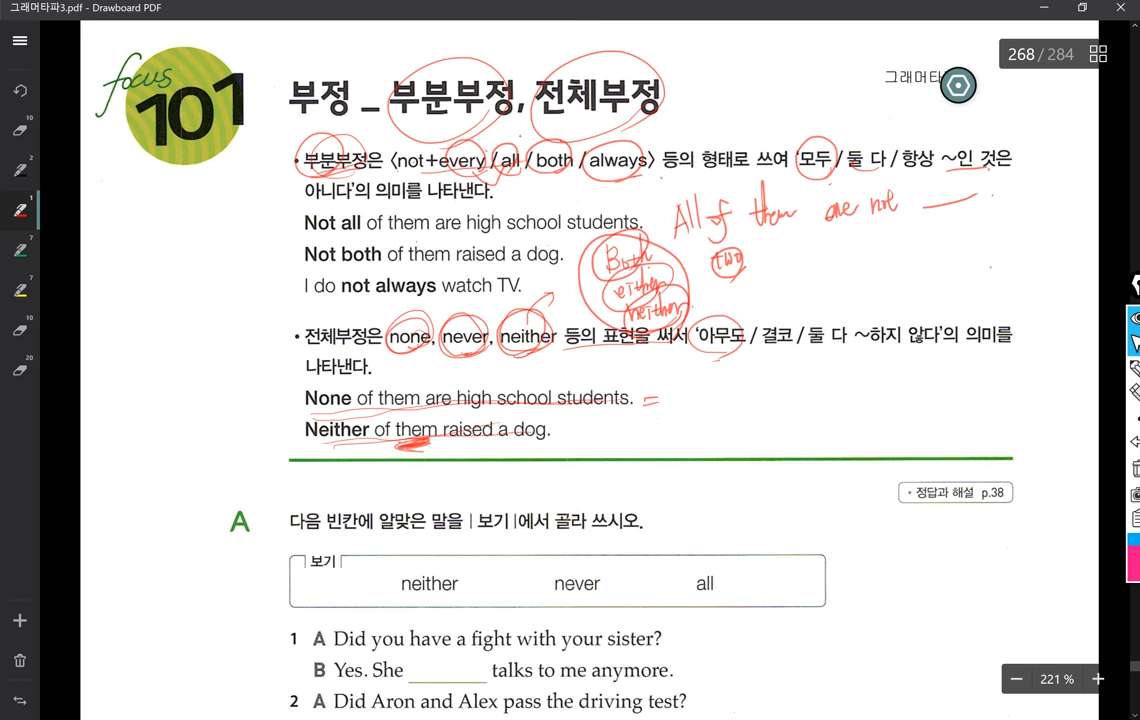 그래머타파3.pdf - Drawboard PDF
268 / 284
그래머타
focus 101
부정 _ 부분부정, 전체부정
• 부분부정은 〈not+every / all / both / always〉 등의 형태로 쓰여 '모두 / 둘 다 / 항상 ~인 것은
아니다'의 의미를 나타낸다.
Not all of them are high school students.
All of them are not
Not both of them raised a dog.
Both
two
I do not always watch TV.
either
neither
• 전체부정은 none, never, neither 등의 표현을 써서 '아무도 / 결코 / 둘 다 ~하지 않다'의 의미를
나타낸다.
None of them are high school students. =
Neither of them raised a dog.
• 정답과 해설 p.38
A 다음 빈칸에 알맞은 말을 | 보기 |에서 골라 쓰시오.
보기
neither never all
1 A Did you have a fight with your sister?
B Yes. She ________ talks to me anymore.
2 A Did Aron and Alex pass the driving test?
221 %
10
2
1
7
7
10
20